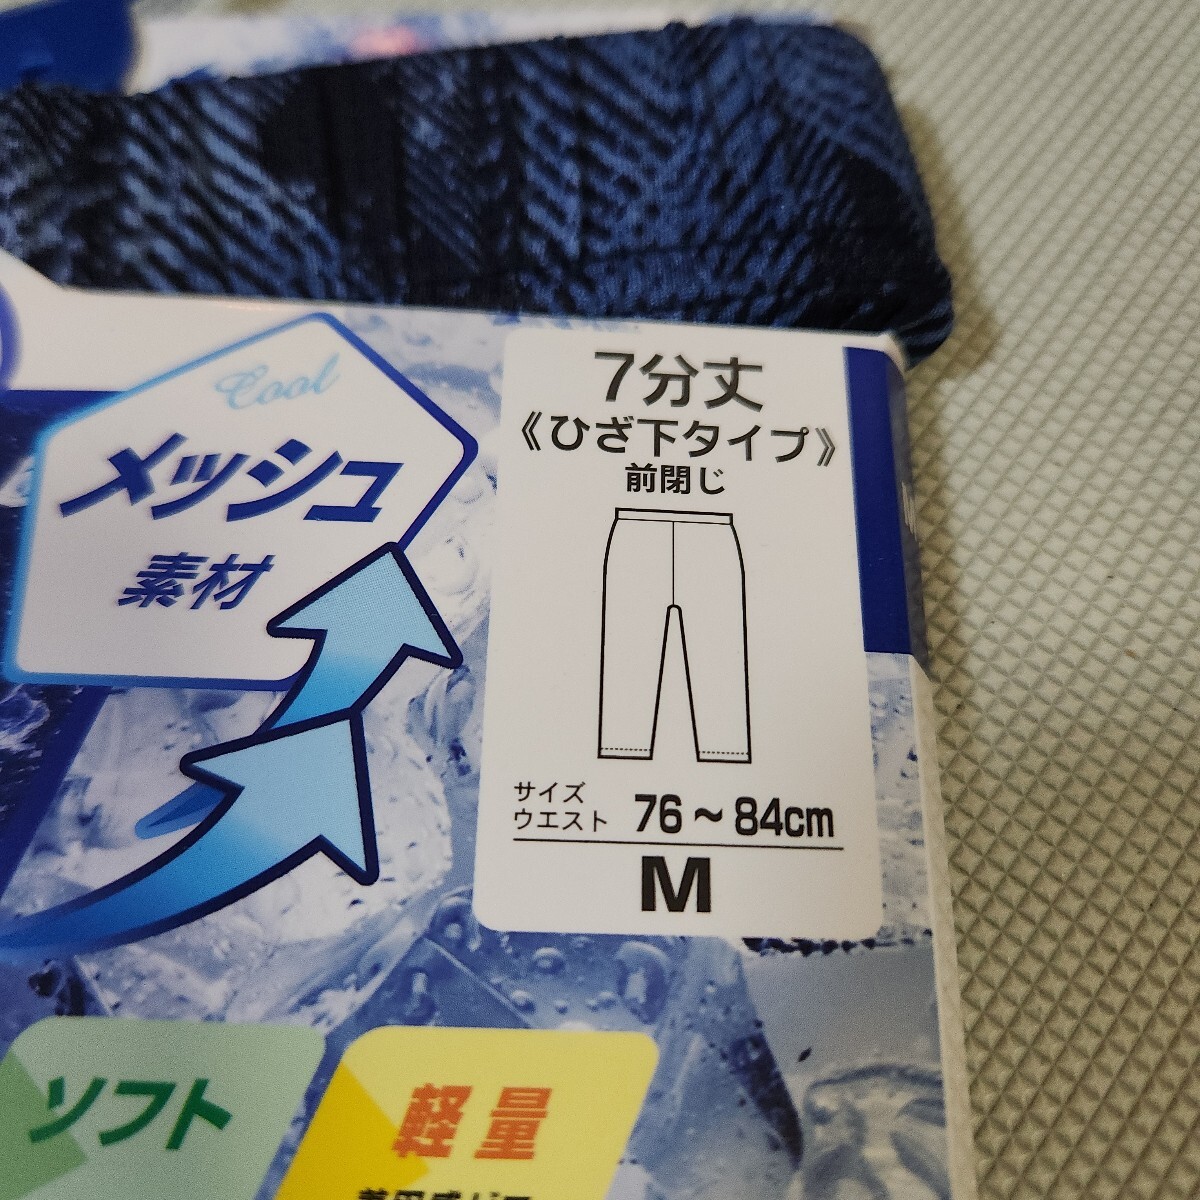 Cool
メッシュ
素材
7分丈
《ひざ下タイプ》
前閉じ
サイズ
ウエスト 76～84cm
M
ソフト
軽量